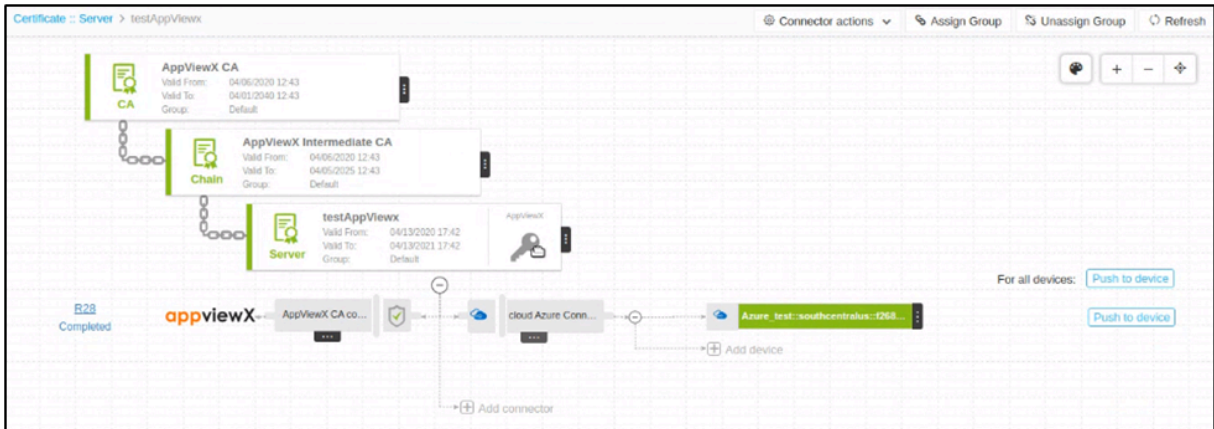 Certificate :: Server > testAppViewx
Connector actions
Assign Group
Unassign Group
Refresh
AppViewX CA
Valid From: 04/06/2020 12:43
Valid To: 04/01/2040 12:43
Group: Default
CA
AppViewX Intermediate CA
Valid From: 04/06/2020 12:43
Valid To: 04/05/2025 12:43
Group: Default
Chain
testAppViewx
Valid From: 04/13/2020 17:42
Valid To: 04/13/2021 17:42
Group: Default
Server
AppViewX
For all devices: Push to device
R28
Completed
appviewX
AppViewX CA co...
cloud Azure Conn...
Azure_test::southcentralus::f268...
Push to device
Add device
Add connector